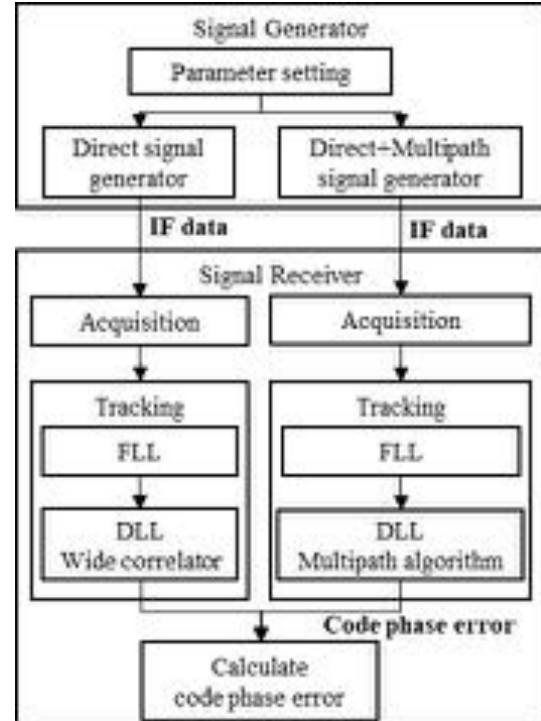 Signal Generator
Parameter setting
Direct signal
generator
Direct+Multipath
signal generator
IF data
IF data
Signal Receiver
Acquisition
Acquisition
Tracking
Tracking
FLL
FLL
DLL
Wide correlator
DLL
Multipath algorithm
Code phase error
Calculate
code phase error